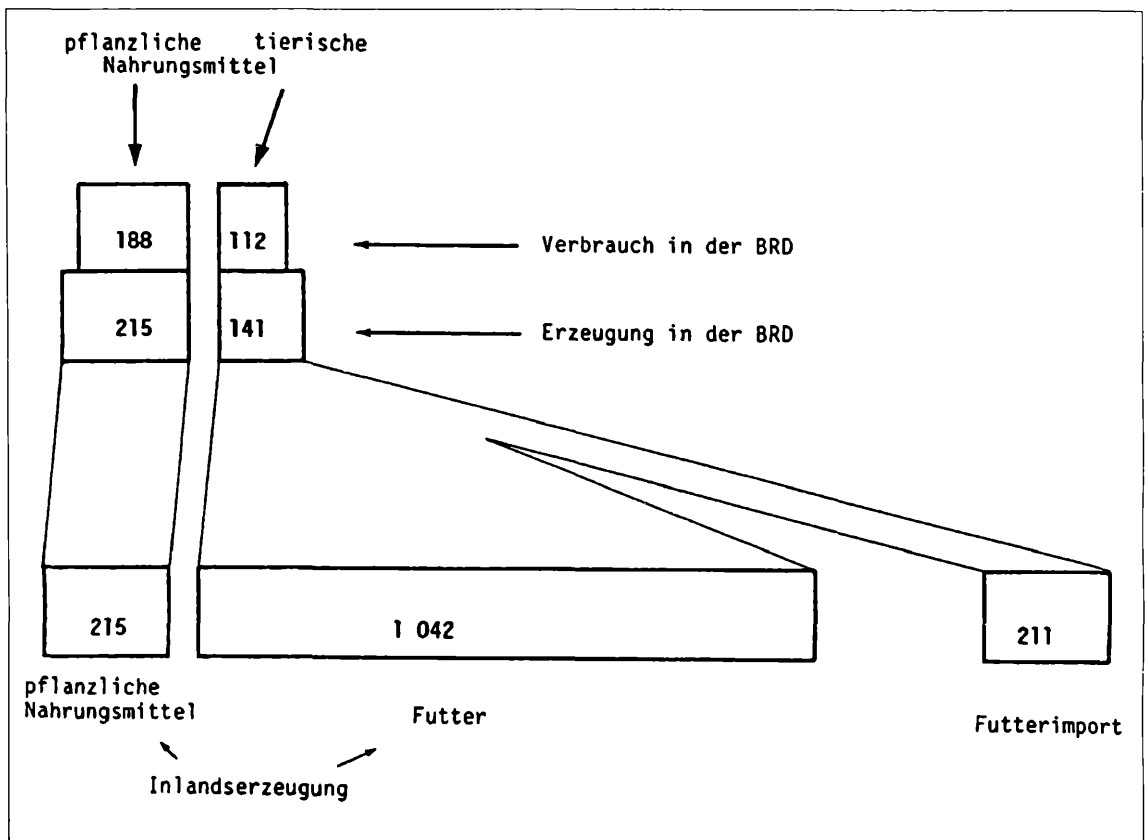 pflanzliche tierische
Nahrungsmittel
188 112 Verbrauch in der BRD
215 141 Erzeugung in der BRD
215 1 042 211
pflanzliche
Nahrungsmittel Futter Futterimport
Inlandserzeugung